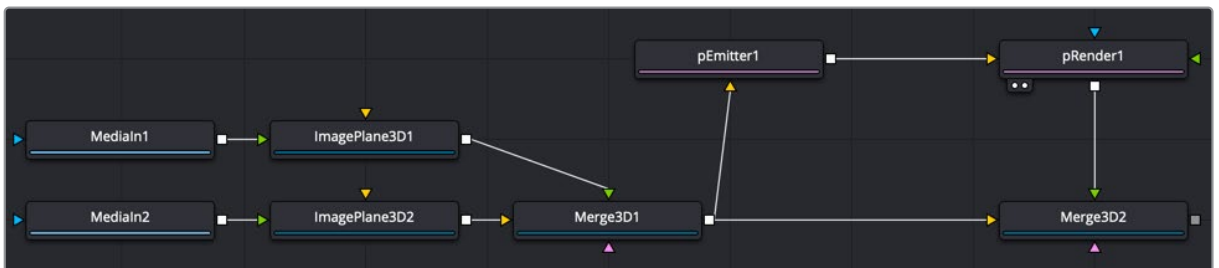 pEmitter1 pRender1
MediaIn1 ImagePlane3D1
MediaIn2 ImagePlane3D2 Merge3D1 Merge3D2